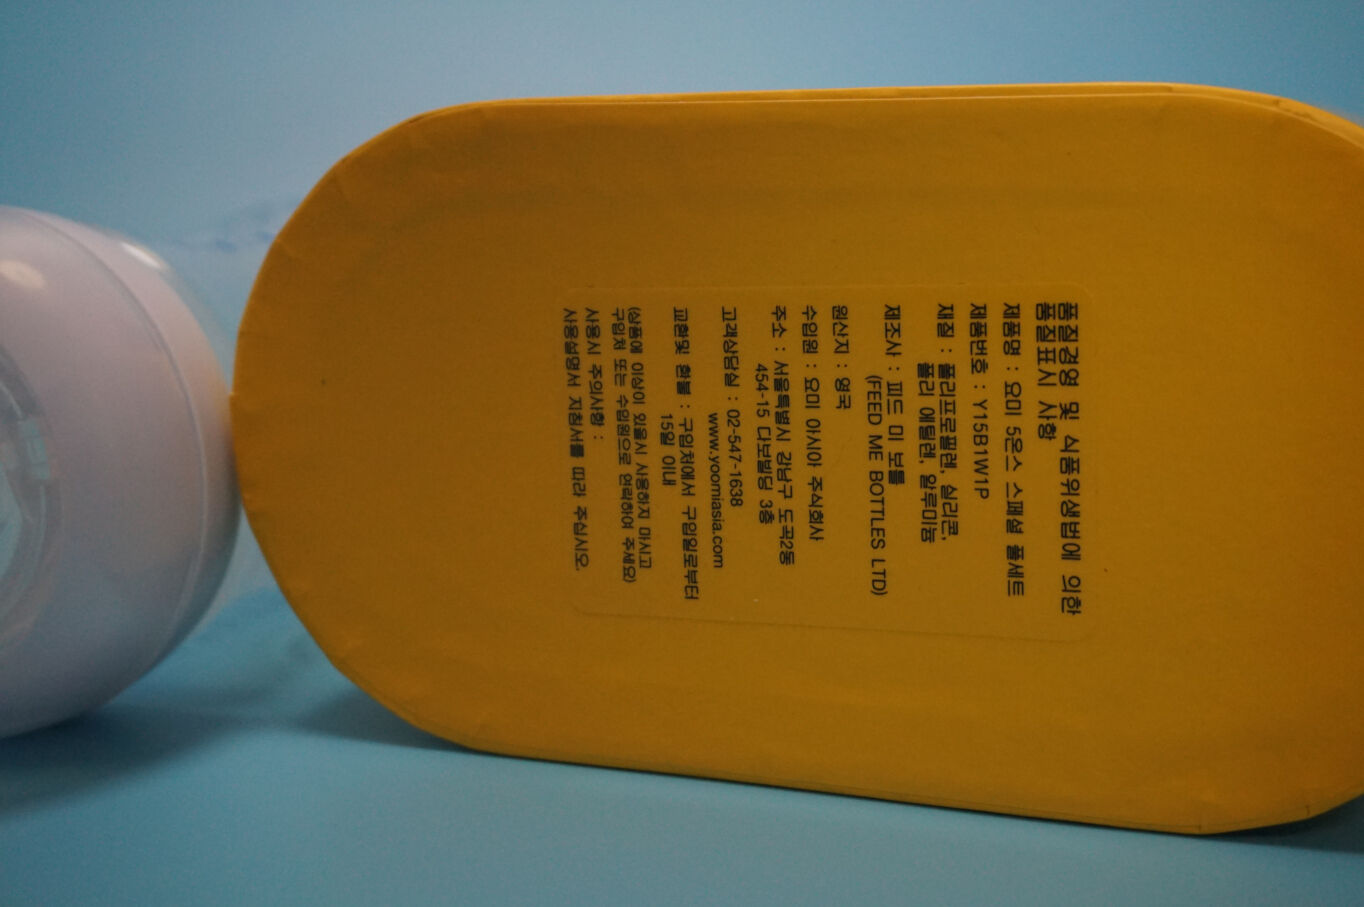 품질경영 및 식품위생법에 의한
품질표시 사항
제품명 : 요미 5온스 스페셜 풀세트
제품번호 : Y15B1W1P
재질 : 폴리프로필렌, 실리콘,
폴리 에틸렌, 알루미늄
제조사 : 피드 미 보틀
(FEED ME BOTTLES LTD)
원산지 : 영국
수입원 : 요미 아시아 주식회사
주소 : 서울특별시 강남구 도곡2동
454-15 다보빌딩 3층
고객상담실 : 02-547-1638
www.yoomiasia.com
교환및 환불 : 구입처에서 구입일로부터
15일 이내
(상품에 이상이 있을시 사용하지 마시고
구입처 또는 수입원으로 연락하여 주세요)
사용시 주의사항 :
사용설명서 지침서를 따라 주십시오.